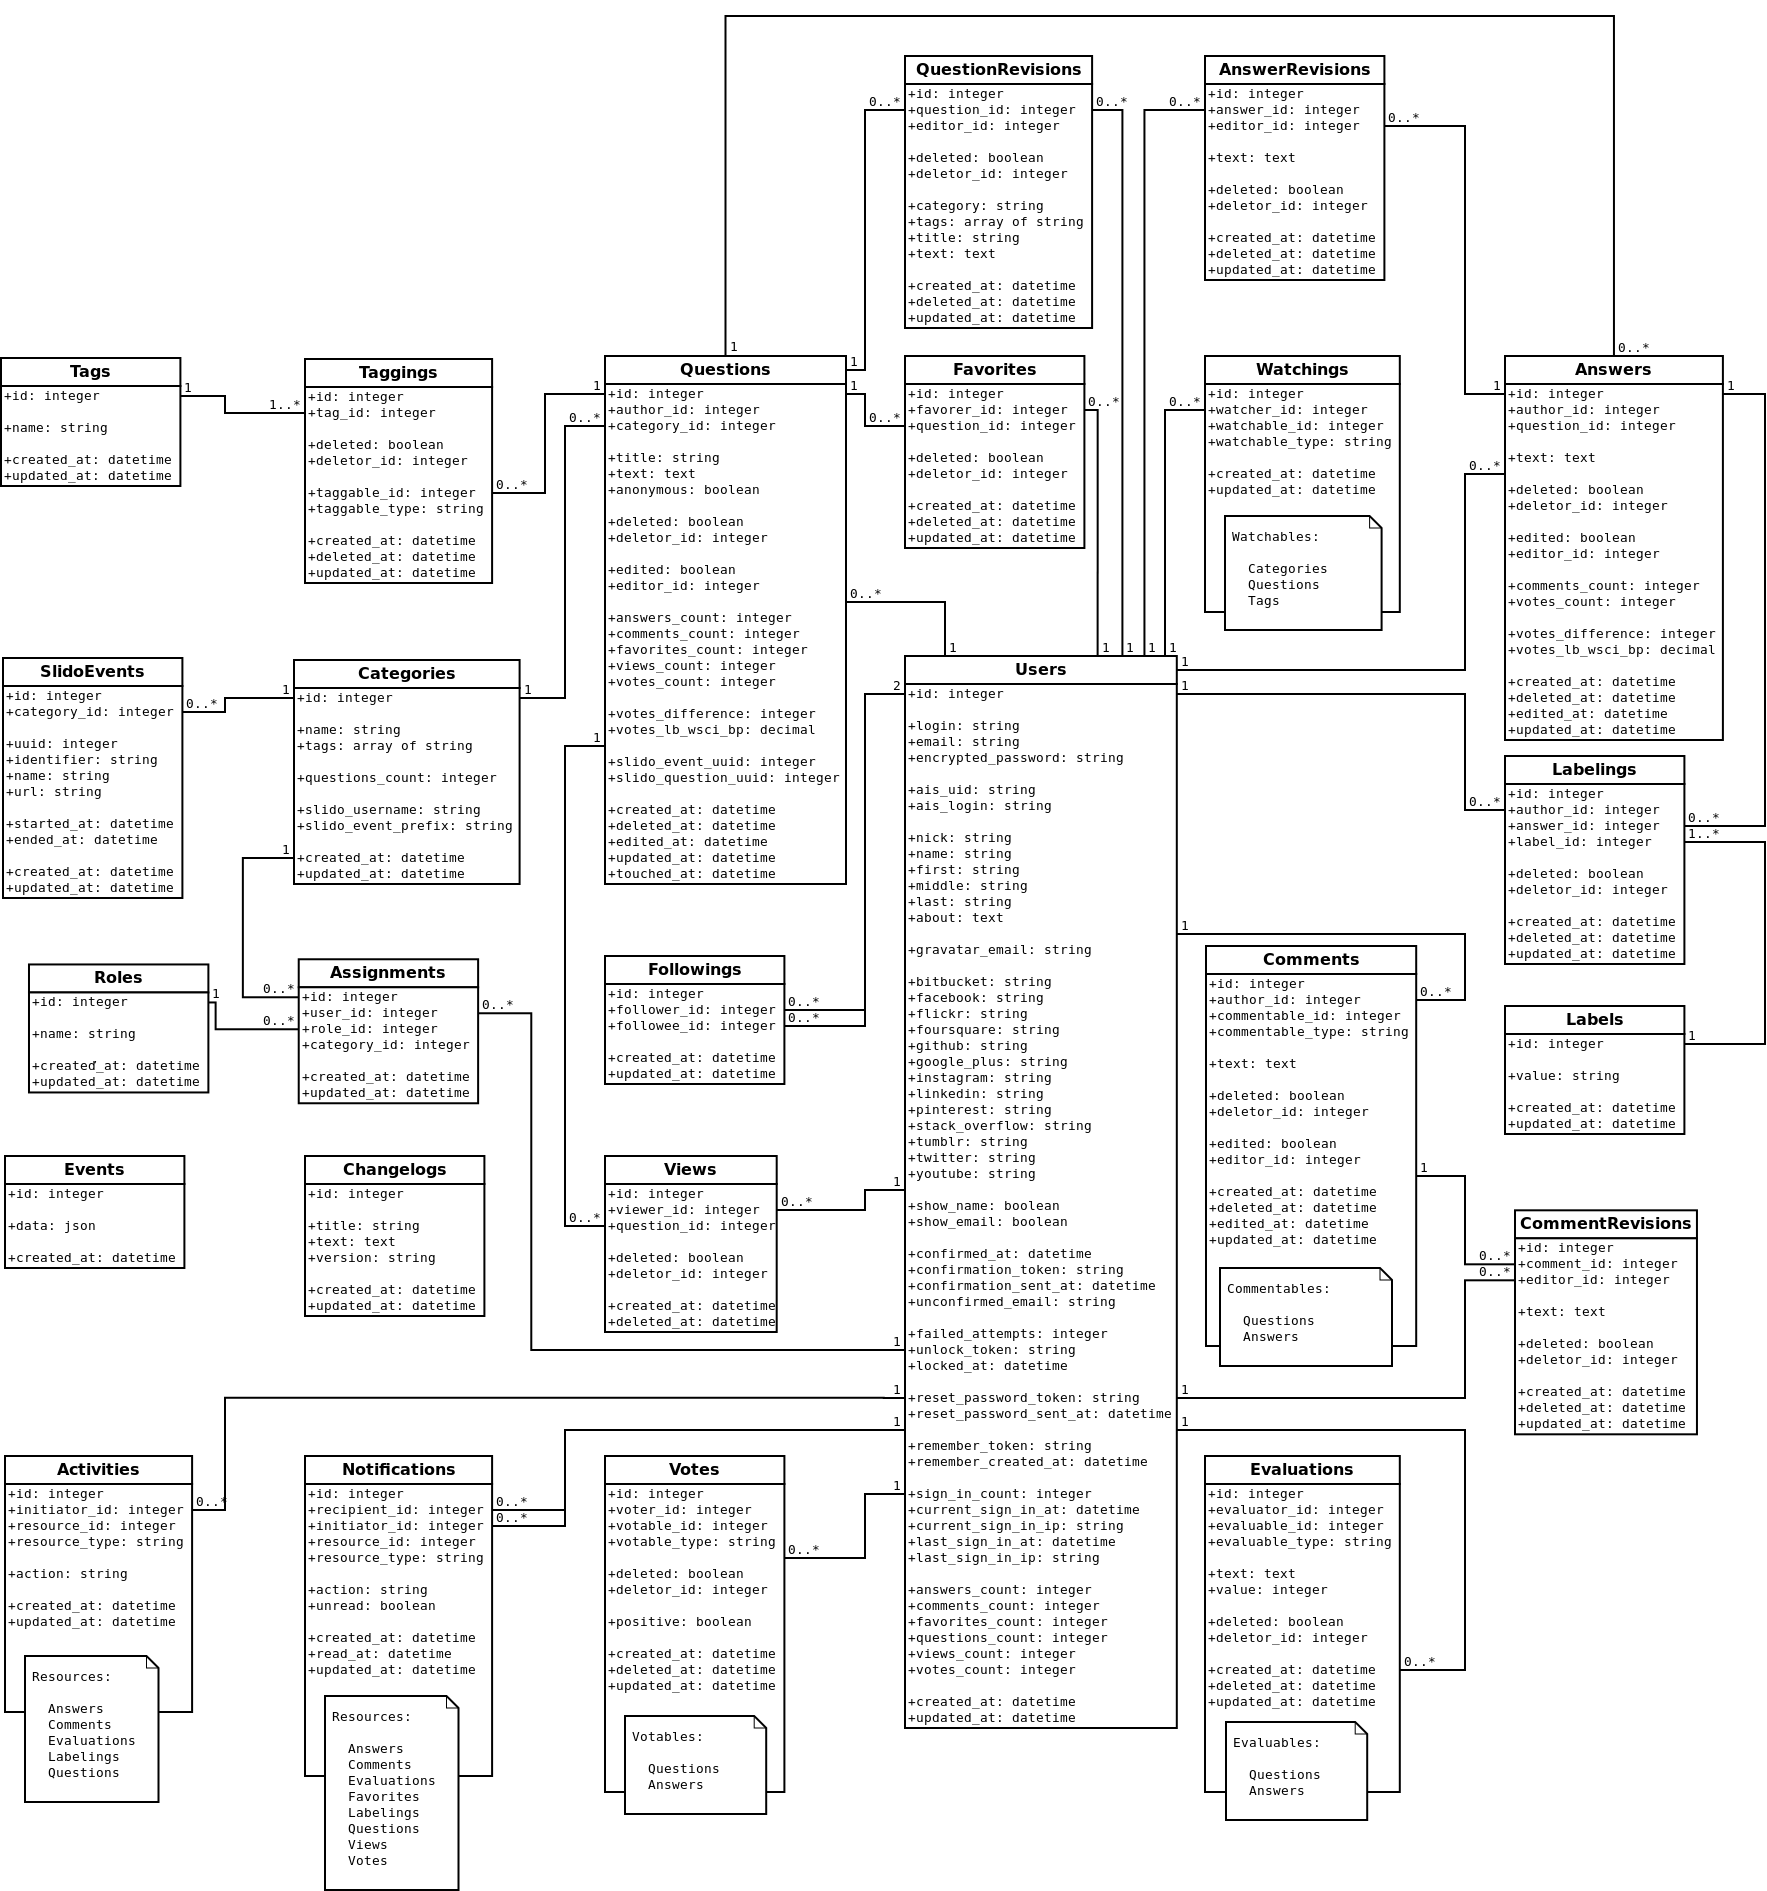 QuestionRevisions
+id: integer
+question_id: integer
+editor_id: integer
+deleted: boolean
+deletor_id: integer
+category: string
+tags: array of string
+title: string
+text: text
+created_at: datetime
+deleted_at: datetime
+updated_at: datetime
0..*
0..*
AnswerRevisions
+id: integer
+answer_id: integer
+editor_id: integer
+text: text
+deleted: boolean
+deletor_id: integer
+created_at: datetime
+deleted_at: datetime
+updated_at: datetime
0..*
0..*
Tags
+id: integer
+name: string
+created_at: datetime
+updated_at: datetime
1
1..*
Taggings
+id: integer
+tag_id: integer
+deleted: boolean
+deletor_id: integer
+taggable_id: integer
+taggable_type: string
+created_at: datetime
+deleted_at: datetime
+updated_at: datetime
0..*
1
0..*
1
1
1
1
0..*
Questions
+id: integer
+author_id: integer
+category_id: integer
+title: string
+text: text
+anonymous: boolean
+deleted: boolean
+deletor_id: integer
+edited: boolean
+editor_id: integer
+answers_count: integer
+comments_count: integer
+favorites_count: integer
+views_count: integer
+votes_count: integer
+votes_difference: integer
+votes_lb_wsci_bp: decimal
+slido_event_uuid: integer
+slido_question_uuid: integer
+created_at: datetime
+deleted_at: datetime
+edited_at: datetime
+updated_at: datetime
+touched_at: datetime
0..*
Favorites
+id: integer
+favorer_id: integer
+question_id: integer
+deleted: boolean
+deletor_id: integer
+created_at: datetime
+deleted_at: datetime
+updated_at: datetime
0..*
0..*
Watchings
+id: integer
+watcher_id: integer
+watchable_id: integer
+watchable_type: string
+created_at: datetime
+updated_at: datetime
Watchables:
Categories
Questions
Tags
0..*
1
1
0..*
Answers
+id: integer
+author_id: integer
+question_id: integer
+text: text
+deleted: boolean
+deletor_id: integer
+edited: boolean
+editor_id: integer
+comments_count: integer
+votes_count: integer
+votes_difference: integer
+votes_lb_wsci_bp: decimal
+created_at: datetime
+deleted_at: datetime
+edited_at: datetime
+updated_at: datetime
SlidoEvents
+id: integer
+category_id: integer
+uuid: integer
+identifier: string
+name: string
+url: string
+started_at: datetime
+ended_at: datetime
+created_at: datetime
+updated_at: datetime
0..*
1
1
1
Categories
+id: integer
+name: string
+tags: array of string
+questions_count: integer
+slido_username: string
+slido_event_prefix: string
+created_at: datetime
+updated_at: datetime
1
1
1
1
1
1
1
2
1
1
1
1
1
1
1
1
Users
+id: integer
+login: string
+email: string
+encrypted_password: string
+ais_uid: string
+ais_login: string
+nick: string
+name: string
+first: string
+middle: string
+last: string
+about: text
+gravatar_email: string
+bitbucket: string
+facebook: string
+flickr: string
+foursquare: string
+github: string
+google_plus: string
+instagram: string
+linkedin: string
+pinterest: string
+stack_overflow: string
+tumblr: string
+twitter: string
+youtube: string
+show_name: boolean
+show_email: boolean
+confirmed_at: datetime
+confirmation_token: string
+confirmation_sent_at: datetime
+unconfirmed_email: string
+failed_attempts: integer
+unlock_token: string
+locked_at: datetime
+reset_password_token: string
+reset_password_sent_at: datetime
+remember_token: string
+remember_created_at: datetime
+sign_in_count: integer
+current_sign_in_at: datetime
+current_sign_in_ip: string
+last_sign_in_at: datetime
+last_sign_in_ip: string
+answers_count: integer
+comments_count: integer
+favorites_count: integer
+questions_count: integer
+views_count: integer
+votes_count: integer
+created_at: datetime
+updated_at: datetime
Labelings
+id: integer
+author_id: integer
+answer_id: integer
+label_id: integer
+deleted: boolean
+deletor_id: integer
+created_at: datetime
+deleted_at: datetime
+updated_at: datetime
0..*
0..*
1..*
Roles
+id: integer
+name: string
+created_at: datetime
+updated_at: datetime
1
0..*
0..*
Assignments
+id: integer
+user_id: integer
+role_id: integer
+category_id: integer
+created_at: datetime
+updated_at: datetime
0..*
Followings
+id: integer
+follower_id: integer
+followee_id: integer
+created_at: datetime
+updated_at: datetime
0..*
0..*
Comments
+id: integer
+author_id: integer
+commentable_id: integer
+commentable_type: string
+text: text
+deleted: boolean
+deletor_id: integer
+edited: boolean
+editor_id: integer
+created_at: datetime
+deleted_at: datetime
+edited_at: datetime
+updated_at: datetime
Commentables:
Questions
Answers
0..*
1
Labels
+id: integer
+value: string
+created_at: datetime
+updated_at: datetime
1
Events
+id: integer
+data: json
+created_at: datetime
Changelogs
+id: integer
+title: string
+text: text
+version: string
+created_at: datetime
+updated_at: datetime
Views
+id: integer
+viewer_id: integer
+question_id: integer
+deleted: boolean
+deletor_id: integer
+created_at: datetime
+deleted_at: datetime
0..*
0..*
CommentRevisions
+id: integer
+comment_id: integer
+editor_id: integer
+text: text
+deleted: boolean
+deletor_id: integer
+created_at: datetime
+deleted_at: datetime
+updated_at: datetime
0..*
0..*
Activities
+id: integer
+initiator_id: integer
+resource_id: integer
+resource_type: string
+action: string
+created_at: datetime
+updated_at: datetime
Resources:
Answers
Comments
Evaluations
Labelings
Questions
0..*
Notifications
+id: integer
+recipient_id: integer
+initiator_id: integer
+resource_id: integer
+resource_type: string
+action: string
+unread: boolean
+created_at: datetime
+read_at: datetime
+updated_at: datetime
Resources:
Answers
Comments
Evaluations
Favorites
Labelings
Questions
Views
Votes
0..*
0..*
Votes
+id: integer
+voter_id: integer
+votable_id: integer
+votable_type: string
+deleted: boolean
+deletor_id: integer
+positive: boolean
+created_at: datetime
+deleted_at: datetime
+updated_at: datetime
Votables:
Questions
Answers
0..*
Evaluations
+id: integer
+evaluator_id: integer
+evaluable_id: integer
+evaluable_type: string
+text: text
+value: integer
+deleted: boolean
+deletor_id: integer
+created_at: datetime
+deleted_at: datetime
+updated_at: datetime
Evaluables:
Questions
Answers
0..*